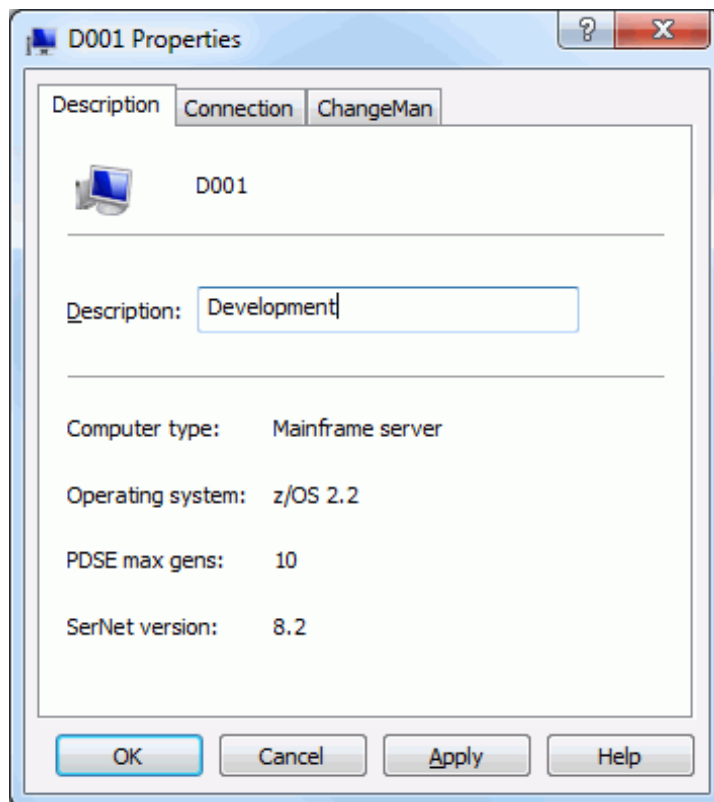 D001 Properties
?
Description Connection ChangeMan
D001
Description: Development
Computer type: Mainframe server
Operating system: z/OS 2.2
PDSE max gens: 10
SerNet version: 8.2
OK Cancel Apply Help